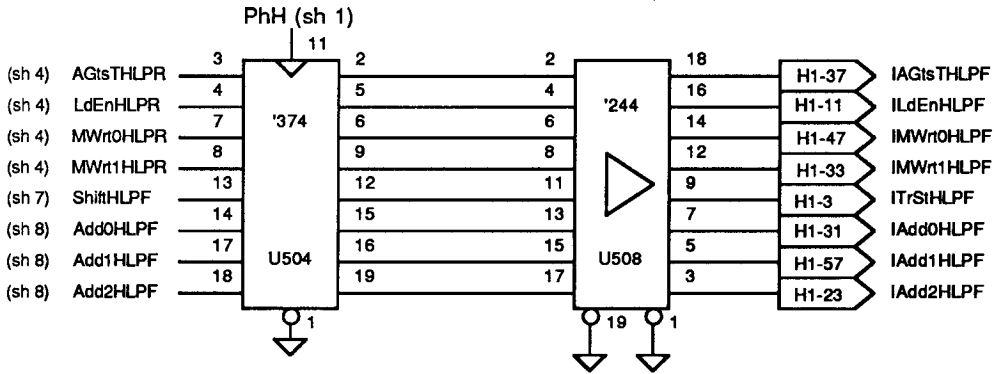 PhH (sh 1)
11
(sh 4) AGtsTHLPR 3 2 2 18 H1-37 IAGtsTHLPF
(sh 4) LdEnHLPR 4 5 4 16 H1-11 ILdEnHLPF
'374 '244
(sh 4) MWrt0HLPR 7 6 6 14 H1-47 IMWrt0HLPF
(sh 4) MWrt1HLPR 8 9 8 12 H1-33 IMWrt1HLPF
(sh 7) ShiftHLPF 13 12 11 9 H1-3 ITrStHLPF
(sh 8) Add0HLPF 14 15 13 7 H1-31 IAdd0HLPF
(sh 8) Add1HLPF 17 16 15 5 H1-57 IAdd1HLPF
U504 U508
(sh 8) Add2HLPF 18 19 17 3 H1-23 IAdd2HLPF
1 19 1